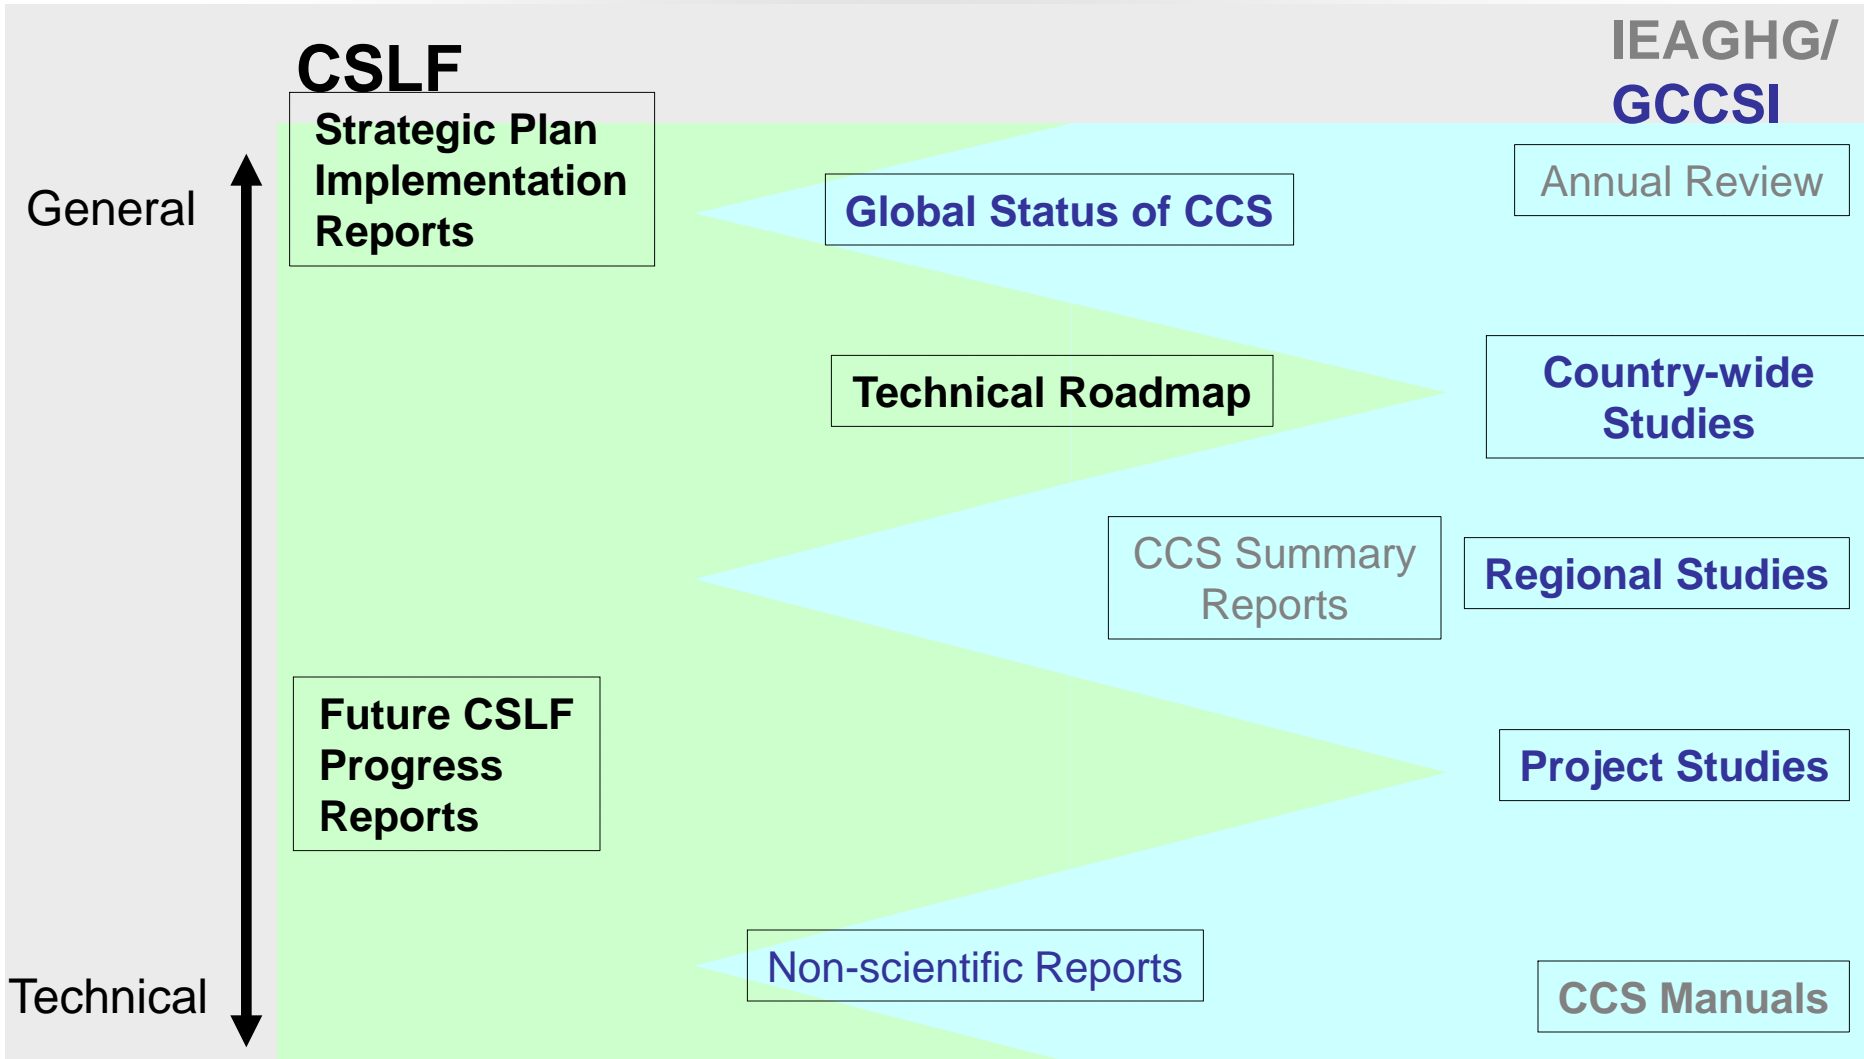 CSLF
IEAGHG/
GCCSI
Strategic Plan
Implementation
Reports
General
Global Status of CCS
Annual Review
Technical Roadmap
Country-wide
Studies
CCS Summary
Reports
Regional Studies
Future CSLF
Progress
Reports
Project Studies
Non-scientific Reports
Technical
CCS Manuals